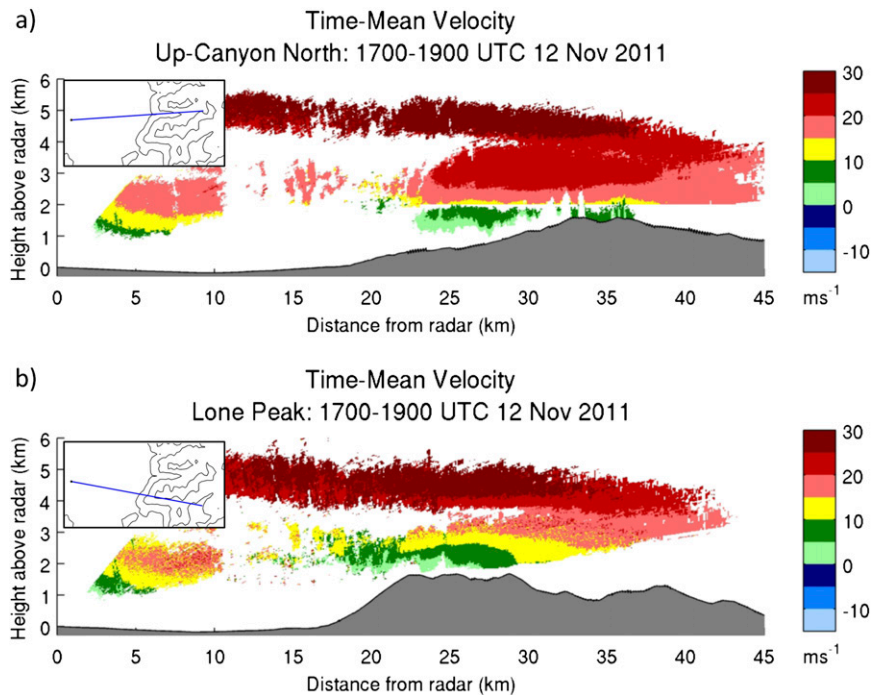 a)
Time-Mean Velocity
Up-Canyon North: 1700-1900 UTC 12 Nov 2011
Height above radar (km)
6
5
4
3
2
1
0
0 5 10 15 20 25 30 35 40 45
Distance from radar (km)
30
20
10
0
-10
ms⁻¹
b)
Time-Mean Velocity
Lone Peak: 1700-1900 UTC 12 Nov 2011
Height above radar (km)
6
5
4
3
2
1
0
0 5 10 15 20 25 30 35 40 45
Distance from radar (km)
30
20
10
0
-10
ms⁻¹